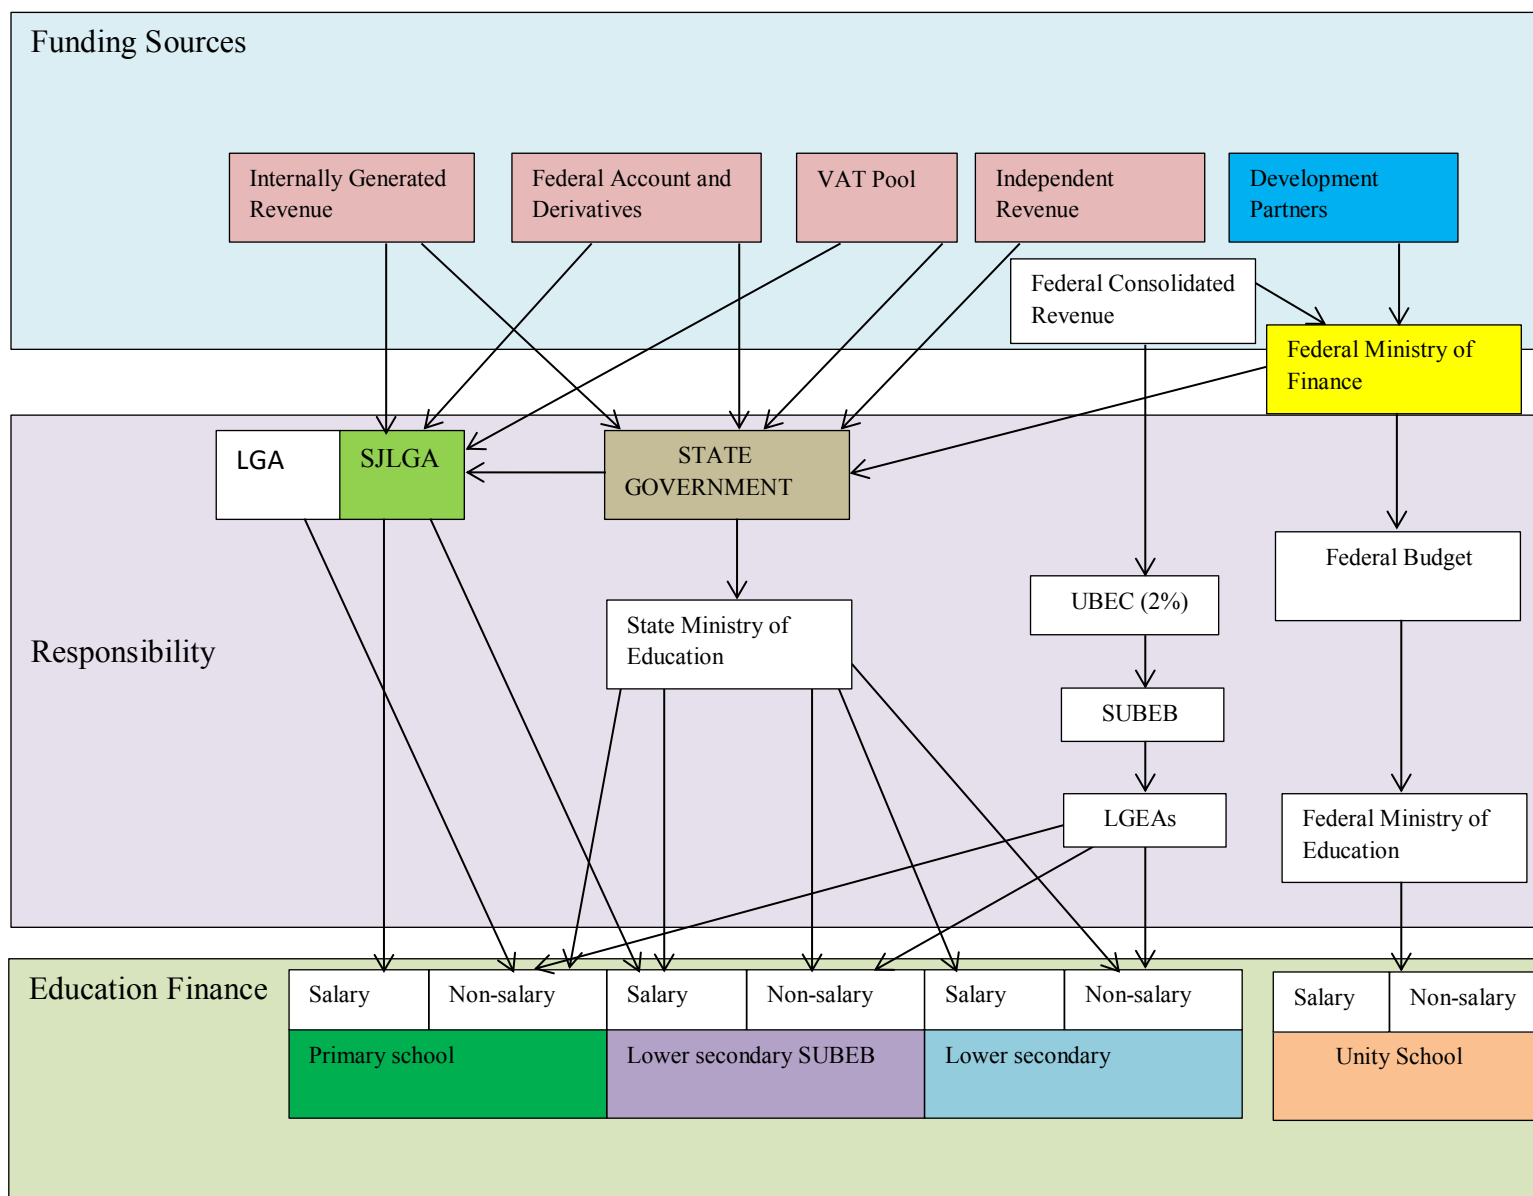 Funding Sources
Internally Generated
Revenue
Federal Account and
Derivatives
VAT Pool
Independent
Revenue
Development
Partners
Federal Consolidated
Revenue
Federal Ministry of
Finance
LGA
SJLGA
STATE
GOVERNMENT
Federal Budget
UBEC (2%)
State Ministry of
Education
Responsibility
SUBEB
LGEAs
Federal Ministry of
Education
Education Finance
Salary
Non-salary
Salary
Non-salary
Salary
Non-salary
Salary
Non-salary
Primary school
Lower secondary SUBEB
Lower secondary
Unity School